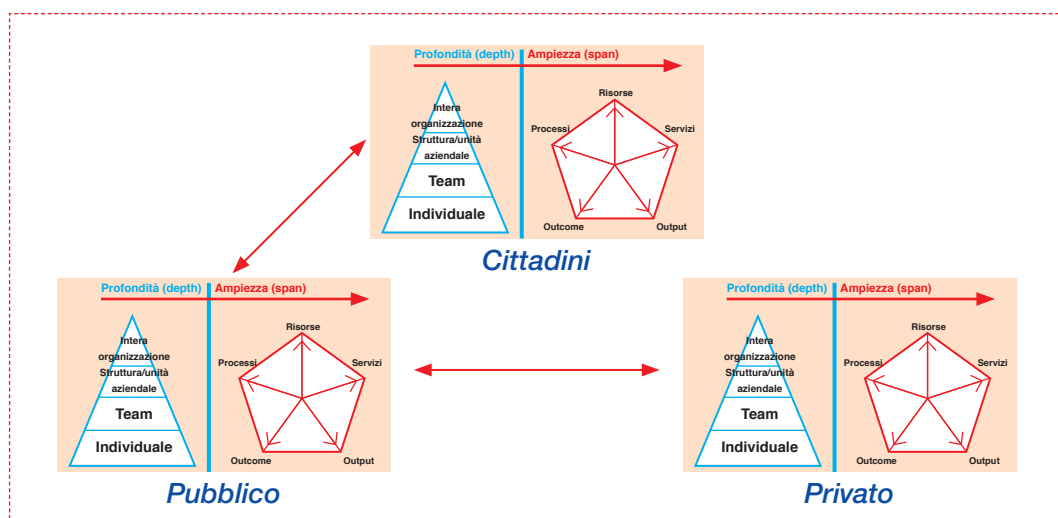 Profondità (depth) Ampiezza (span)
Risorse
Intera
organizzazione
Processi
Servizi
Struttura/unità
aziendale
Team
Individuale
Outcome
Output
Cittadini
Profondità (depth) Ampiezza (span)
Risorse
Intera
organizzazione
Processi
Servizi
Struttura/unità
aziendale
Team
Individuale
Outcome
Output
Pubblico
Profondità (depth) Ampiezza (span)
Risorse
Intera
organizzazione
Processi
Servizi
Struttura/unità
aziendale
Team
Individuale
Outcome
Output
Privato